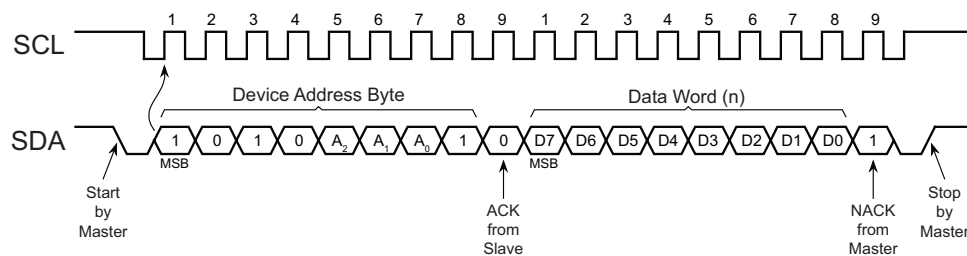 SCL
1 2 3 4 5 6 7 8 9 1 2 3 4 5 6 7 8 9
Device Address Byte
Data Word (n)
SDA
1 0 1 0 A2 A1 A0 1 0 D7 D6 D5 D4 D3 D2 D1 D0 1
MSB
MSB
Start
by
Master
ACK
from
Slave
NACK
from
Master
Stop
by
Master